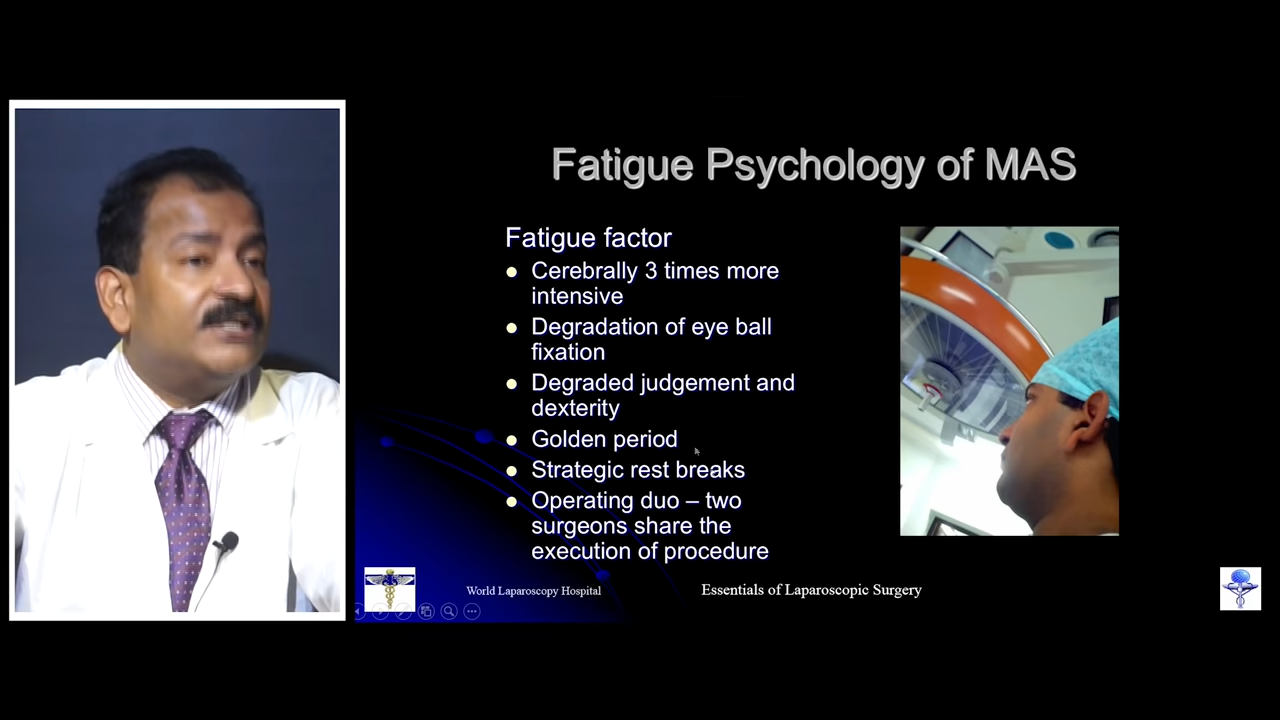 Fatigue Psychology of MAS
Fatigue factor
Cerebrally 3 times more
intensive
Degradation of eye ball
fixation
Degraded judgement and
dexterity
Golden period
Strategic rest breaks
Operating duo – two
surgeons share the
execution of procedure
World Laparoscopy Hospital
Essentials of Laparoscopic Surgery